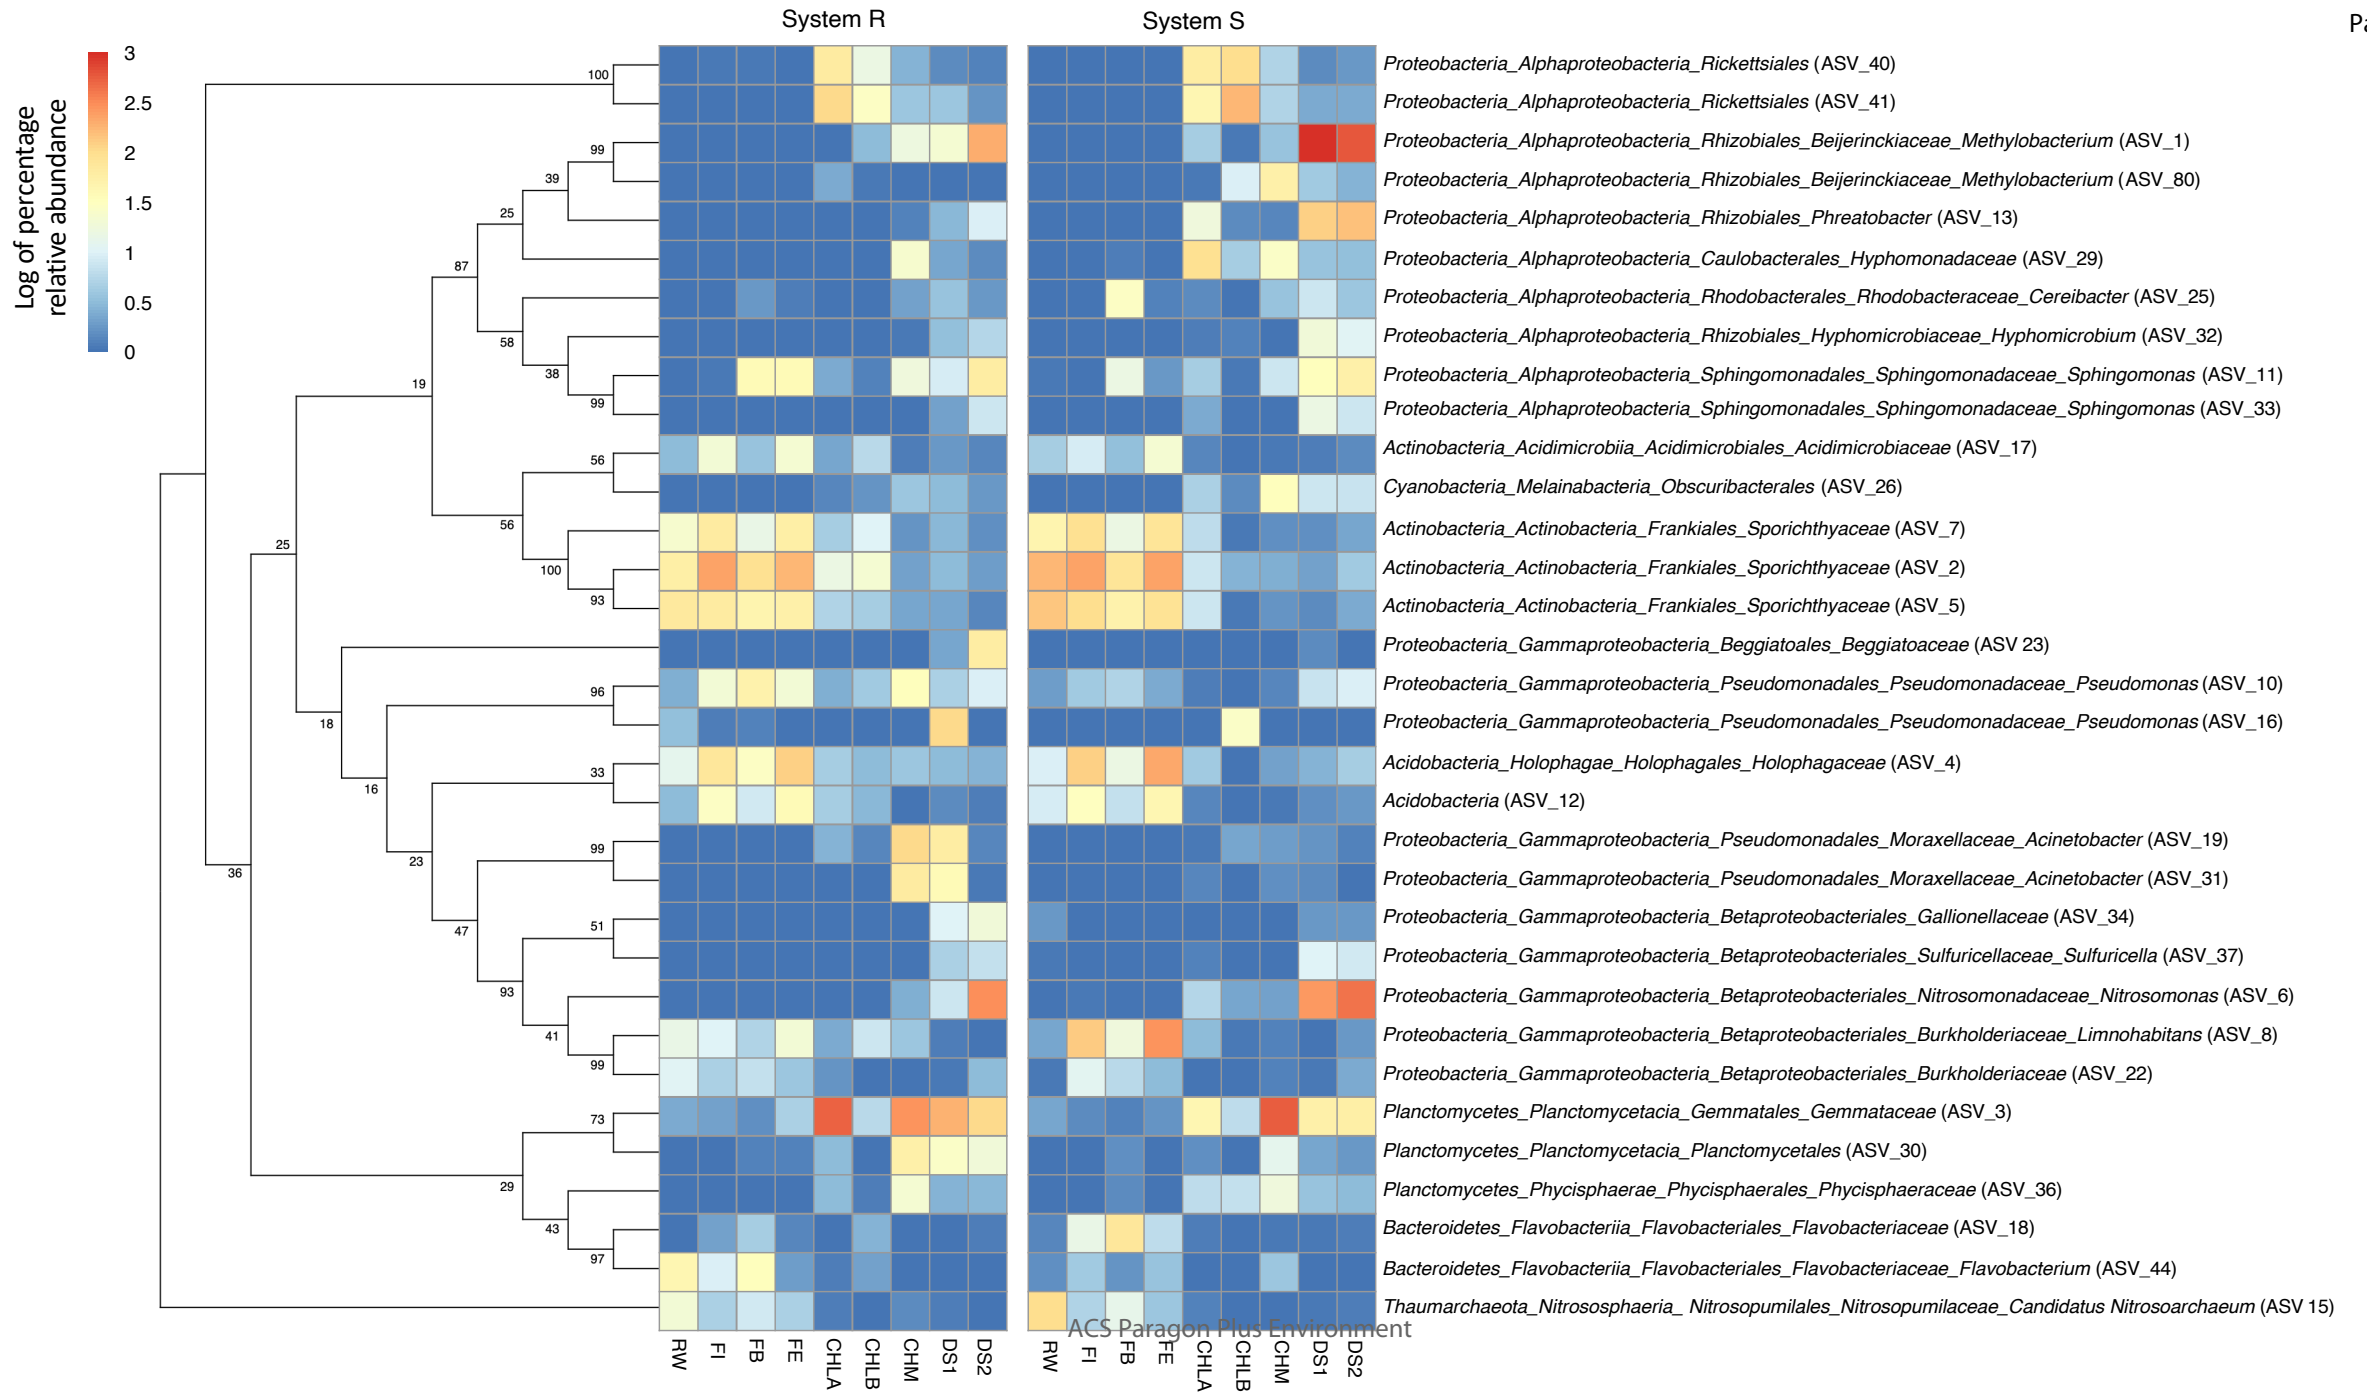 System R
System S
Pa
Log of percentage
relative abundance
3
2.5
2
1.5
1
0.5
0
100
99
39
25
87
58
38
99
19
56
56
100
93
25
96
18
33
16
99
23
36
51
47
93
41
99
73
29
43
97
Proteobacteria_Alphaproteobacteria_Rickettsiales (ASV_40)
Proteobacteria_Alphaproteobacteria_Rickettsiales (ASV_41)
Proteobacteria_Alphaproteobacteria_Rhizobiales_Beijerinckiaceae_Methylobacterium (ASV_1)
Proteobacteria_Alphaproteobacteria_Rhizobiales_Beijerinckiaceae_Methylobacterium (ASV_80)
Proteobacteria_Alphaproteobacteria_Rhizobiales_Phreatobacter (ASV_13)
Proteobacteria_Alphaproteobacteria_Caulobacterales_Hyphomonadaceae (ASV_29)
Proteobacteria_Alphaproteobacteria_Rhodobacterales_Rhodobacteraceae_Cereibacter (ASV_25)
Proteobacteria_Alphaproteobacteria_Rhizobiales_Hyphomicrobiaceae_Hyphomicrobium (ASV_32)
Proteobacteria_Alphaproteobacteria_Sphingomonadales_Sphingomonadaceae_Sphingomonas (ASV_11)
Proteobacteria_Alphaproteobacteria_Sphingomonadales_Sphingomonadaceae_Sphingomonas (ASV_33)
Actinobacteria_Acidimicrobiia_Acidimicrobiales_Acidimicrobiaceae (ASV_17)
Cyanobacteria_Melainabacteria_Obscuribacterales (ASV_26)
Actinobacteria_Actinobacteria_Frankiales_Sporichthyaceae (ASV_7)
Actinobacteria_Actinobacteria_Frankiales_Sporichthyaceae (ASV_2)
Actinobacteria_Actinobacteria_Frankiales_Sporichthyaceae (ASV_5)
Proteobacteria_Gammaproteobacteria_Beggiatoales_Beggiatoaceae (ASV 23)
Proteobacteria_Gammaproteobacteria_Pseudomonadales_Pseudomonadaceae_Pseudomonas (ASV_10)
Proteobacteria_Gammaproteobacteria_Pseudomonadales_Pseudomonadaceae_Pseudomonas (ASV_16)
Acidobacteria_Holophagae_Holophagales_Holophagaceae (ASV_4)
Acidobacteria (ASV_12)
Proteobacteria_Gammaproteobacteria_Pseudomonadales_Moraxellaceae_Acinetobacter (ASV_19)
Proteobacteria_Gammaproteobacteria_Pseudomonadales_Moraxellaceae_Acinetobacter (ASV_31)
Proteobacteria_Gammaproteobacteria_Betaproteobacteriales_Gallionellaceae (ASV_34)
Proteobacteria_Gammaproteobacteria_Betaproteobacteriales_Sulfuricellaceae_Sulfuricella (ASV_37)
Proteobacteria_Gammaproteobacteria_Betaproteobacteriales_Nitrosomonadaceae_Nitrosomonas (ASV_6)
Proteobacteria_Gammaproteobacteria_Betaproteobacteriales_Burkholderiaceae_Limnohabitans (ASV_8)
Proteobacteria_Gammaproteobacteria_Betaproteobacteriales_Burkholderiaceae (ASV_22)
Planctomycetes_Planctomycetacia_Gemmatales_Gemmataceae (ASV_3)
Planctomycetes_Planctomycetacia_Planctomycetales (ASV_30)
Planctomycetes_Phycisphaerae_Phycisphaerales_Phycisphaeraceae (ASV_36)
Bacteroidetes_Flavobacteriia_Flavobacteriales_Flavobacteriaceae (ASV_18)
Bacteroidetes_Flavobacteriia_Flavobacteriales_Flavobacteriaceae_Flavobacterium (ASV_44)
Thaumarchaeota_Nitrososphaeria_ Nitrosopumilales_Nitrosopumilaceae_Candidatus Nitrosoarchaeum (ASV 15)
ACS Paragon Plus Environment
RW FI FB FE CHLA CHLB CHM DS1 DS2
RW FI FB FE CHLA CHLB CHM DS1 DS2